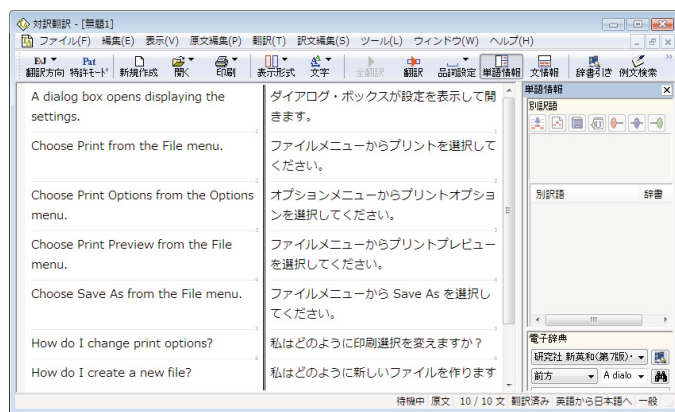 対訳翻訳 - [無題1]
ファイル(F) 編集(E) 表示(V) 原文編集(P) 翻訳(T) 訳文編集(S) ツール(L) ウィンドウ(W) ヘルプ(H)
EJ Pat
翻訳方向 特許モード 新規作成 開く 印刷 表示形式 文字 全翻訳 翻訳 品詞設定 単語情報 文情報 辞書引き 例文検索
A dialog box opens displaying the
settings.
ダイアログ・ボックスが設定を表示して開
きます。
1
1
Choose Print from the File menu.
ファイルメニューからプリントを選択して
ください。
2
2
Choose Print Options from the Options
menu.
オプションメニューからプリントオプショ
ンを選択してください。
3
3
Choose Print Preview from the File
menu.
ファイルメニューからプリントプレビュー
を選択してください。
4
4
Choose Save As from the File menu.
ファイルメニューから Save As を選択し
てください。
5
5
How do I change print options?
私はどのように印刷選択を変えますか？
6
6
How do I create a new file?
私はどのように新しいファイルを作ります
単語情報
別訳語
別訳語 辞書
電子辞典
研究社 新英和(第7版)・
前方 A dialo
待機中 原文 10 / 10 文 翻訳済み 英語から日本語へ 一般